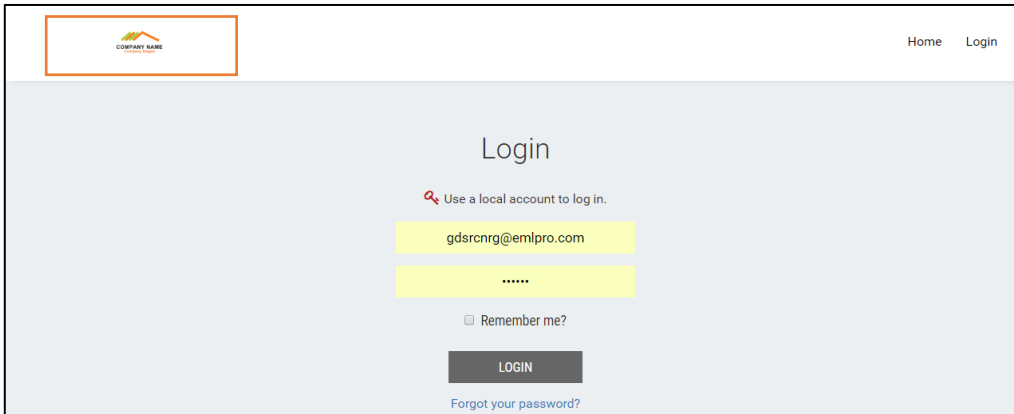 COMPANY NAME
Home Login
Login
Use a local account to log in.
gdsrcnrg@emlpro.com
••••••
Remember me?
LOGIN
Forgot your password?